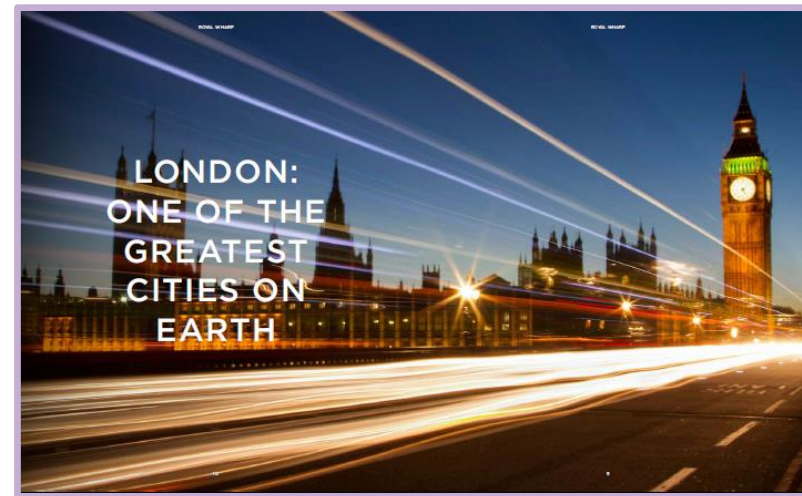 ROYAL WHARF
ROYAL WHARF
LONDON:
ONE OF THE
GREATEST
CITIES ON
EARTH